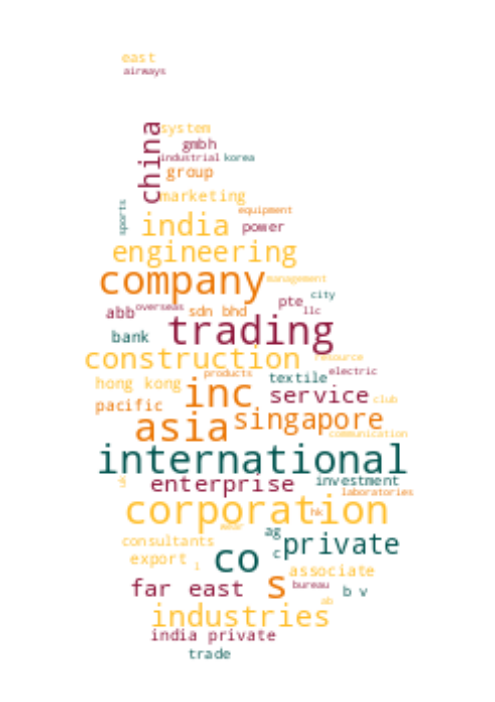 east
airways
china
system
gmbh
industrial korea
group
marketing
sports
equipment
india power
engineering
company management
city
pte
llc
abb overseas sdn bhd
trading
bank
construction resource
products electric
hong kong textile club
inc service
pacific
asia singapore
communication
international
enterprise investment
laboratories
corporation
hk
ag
consultants c private
export co
i associate
far east s bureau b v
ab
industries
india private
trade